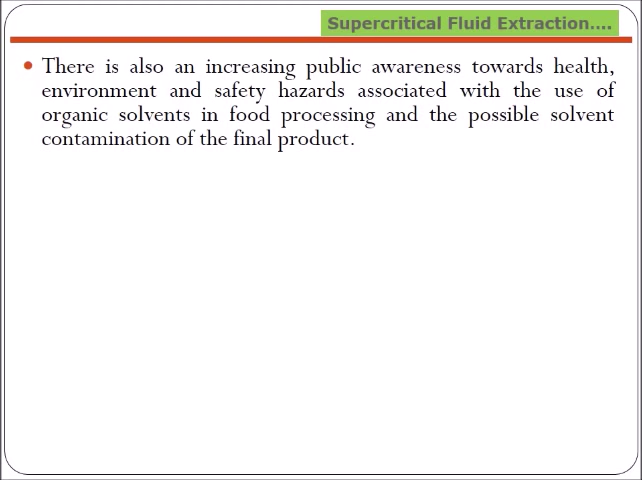 Supercritical Fluid Extraction....
There is also an increasing public awareness towards health,
environment and safety hazards associated with the use of
organic solvents in food processing and the possible solvent
contamination of the final product.